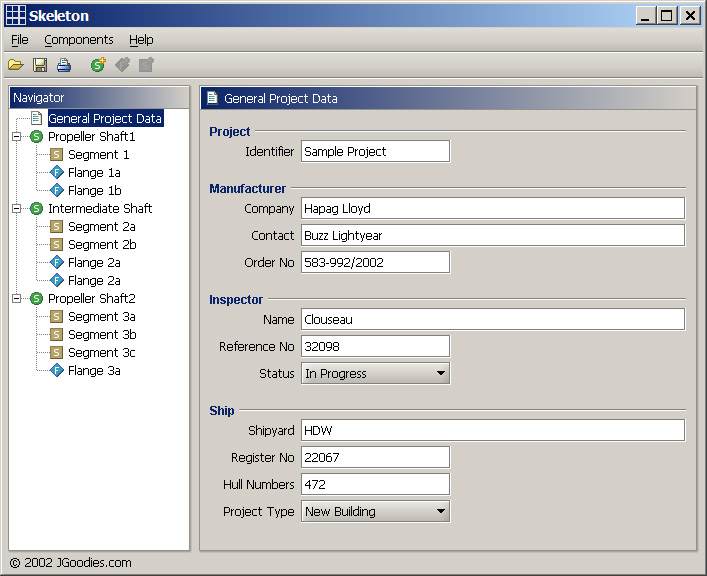 Skeleton
File Components Help
Navigator
General Project Data
Propeller Shaft1
S Segment 1
F Flange 1a
F Flange 1b
S Intermediate Shaft
S Segment 2a
S Segment 2b
F Flange 2a
F Flange 2a
S Propeller Shaft2
S Segment 3a
S Segment 3b
S Segment 3c
F Flange 3a
General Project Data
Project
Identifier Sample Project
Manufacturer
Company Hapag Lloyd
Contact Buzz Lightyear
Order No 583-992/2002
Inspector
Name Clouseau
Reference No 32098
Status In Progress
Ship
Shipyard HDW
Register No 22067
Hull Numbers 472
Project Type New Building
© 2002 JGoodies.com